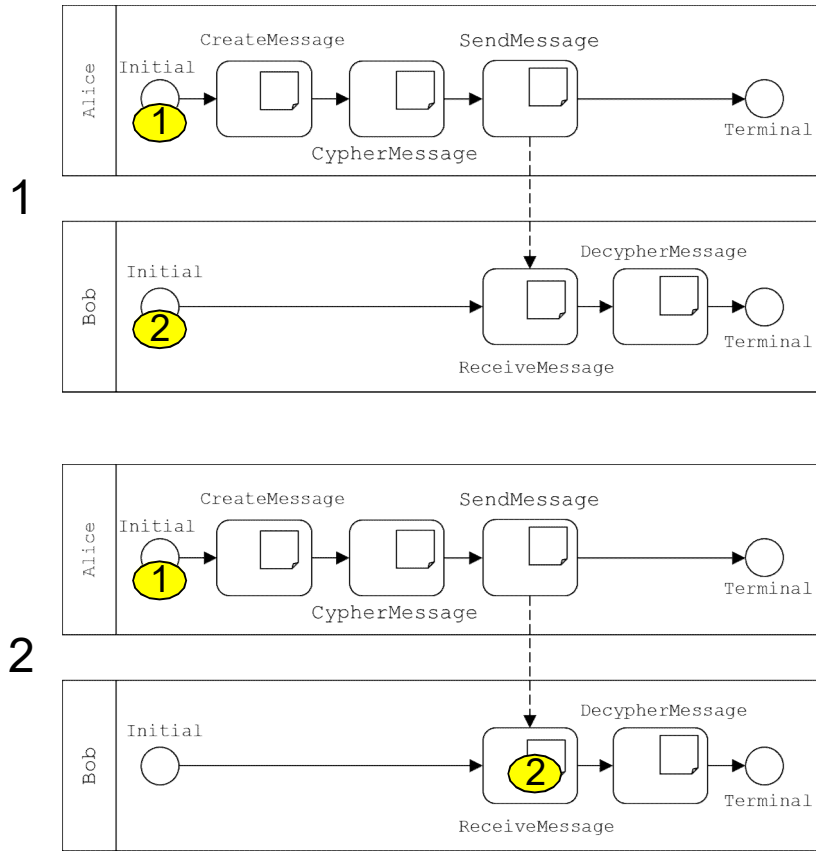 CreateMessage
SendMessage
Initial
Alice
1
Terminal
CypherMessage
1
DecypherMessage
Initial
Bob
2
Terminal
ReceiveMessage
CreateMessage
SendMessage
Initial
Alice
1
Terminal
CypherMessage
2
DecypherMessage
Initial
Bob
2
Terminal
ReceiveMessage